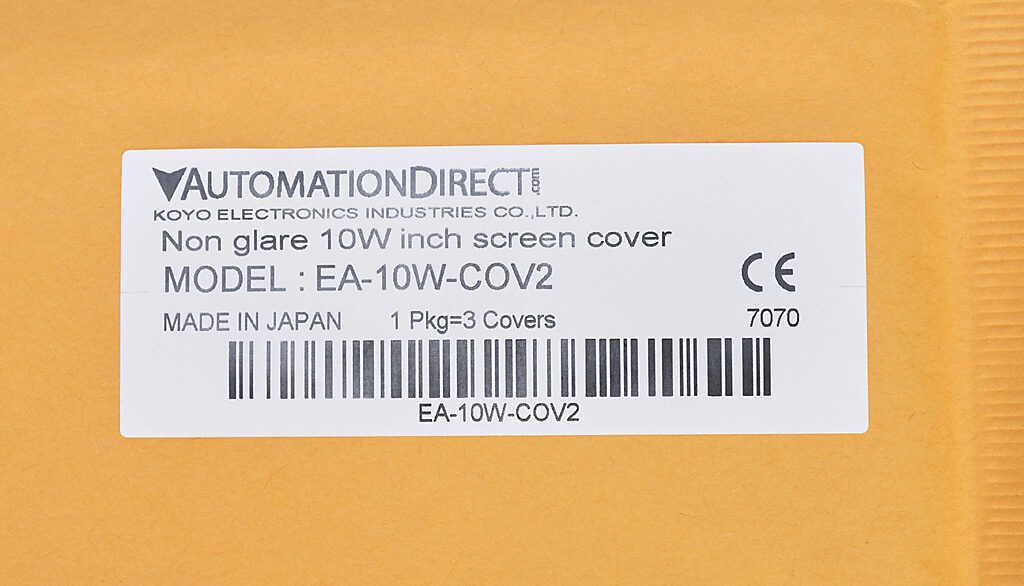 AUTOMATIONDIRECT.com
KOYO ELECTRONICS INDUSTRIES CO.,LTD.
Non glare 10W inch screen cover
MODEL : EA-10W-COV2
CE
MADE IN JAPAN 1 Pkg=3 Covers 7070
EA-10W-COV2